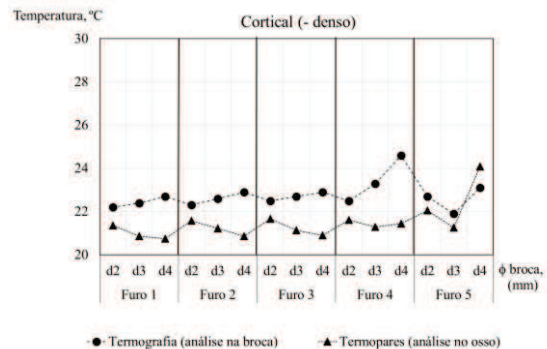 Temperatura, ºC
Cortical (- denso)
30
28
26
24
22
20
d2 d3 d4 d2 d3 d4 d2 d3 d4 d2 d3 d4 d2 d3 d4 ϕ broca,
(mm)
Furo 1 Furo 2 Furo 3 Furo 4 Furo 5
Termografia (análise na broca) Termopares (análise no osso)